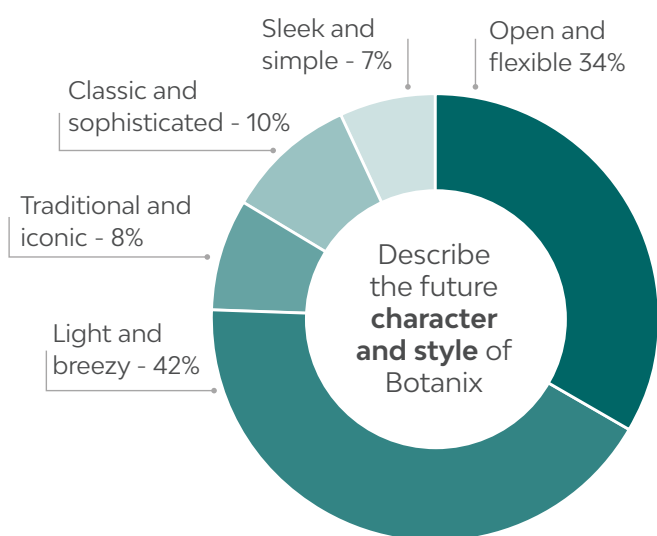 Sleek and
simple - 7%
Open and
flexible 34%
Classic and
sophisticated - 10%
Traditional and
iconic - 8%
Light and
breezy - 42%
Describe
the future
character
and style of
Botanix